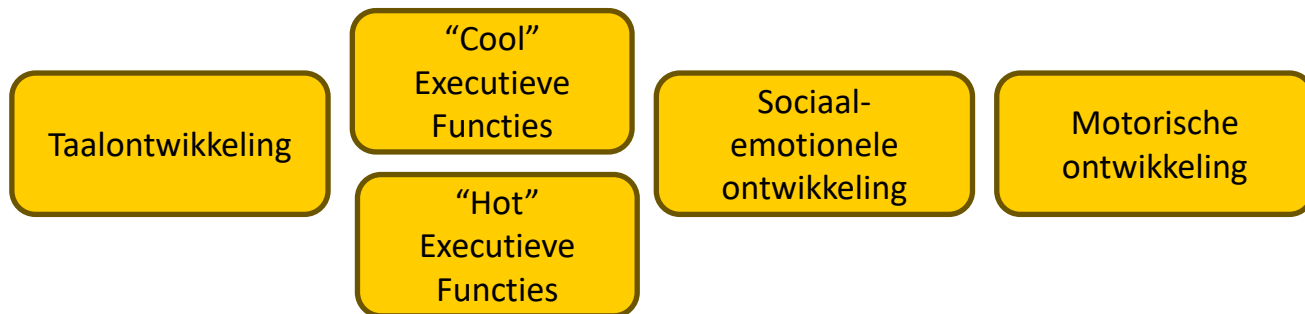 Taalontwikkeling
“Cool”
Executieve
Functies
“Hot”
Executieve
Functies
Sociaal-
emotionele
ontwikkeling
Motorische
ontwikkeling